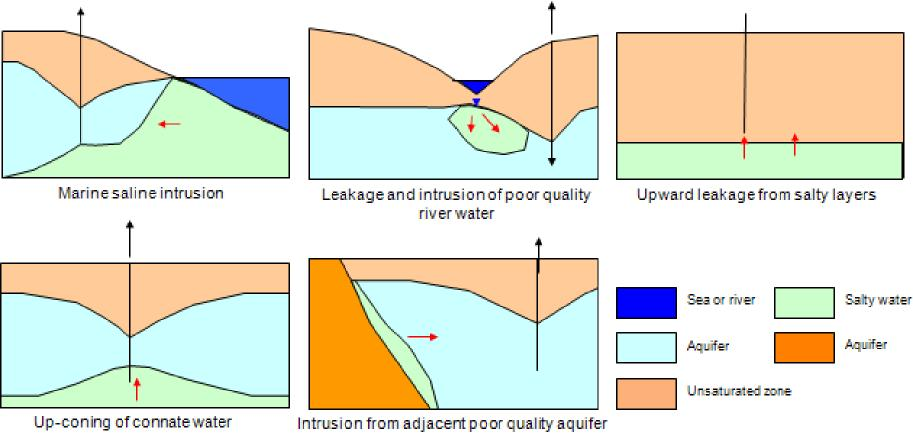 Marine saline intrusion
Leakage and intrusion of poor quality
river water
Upward leakage from salty layers
Up-coning of connate water
Intrusion from adjacent poor quality aquifer
Sea or river
Salty water
Aquifer
Aquifer
Unsaturated zone